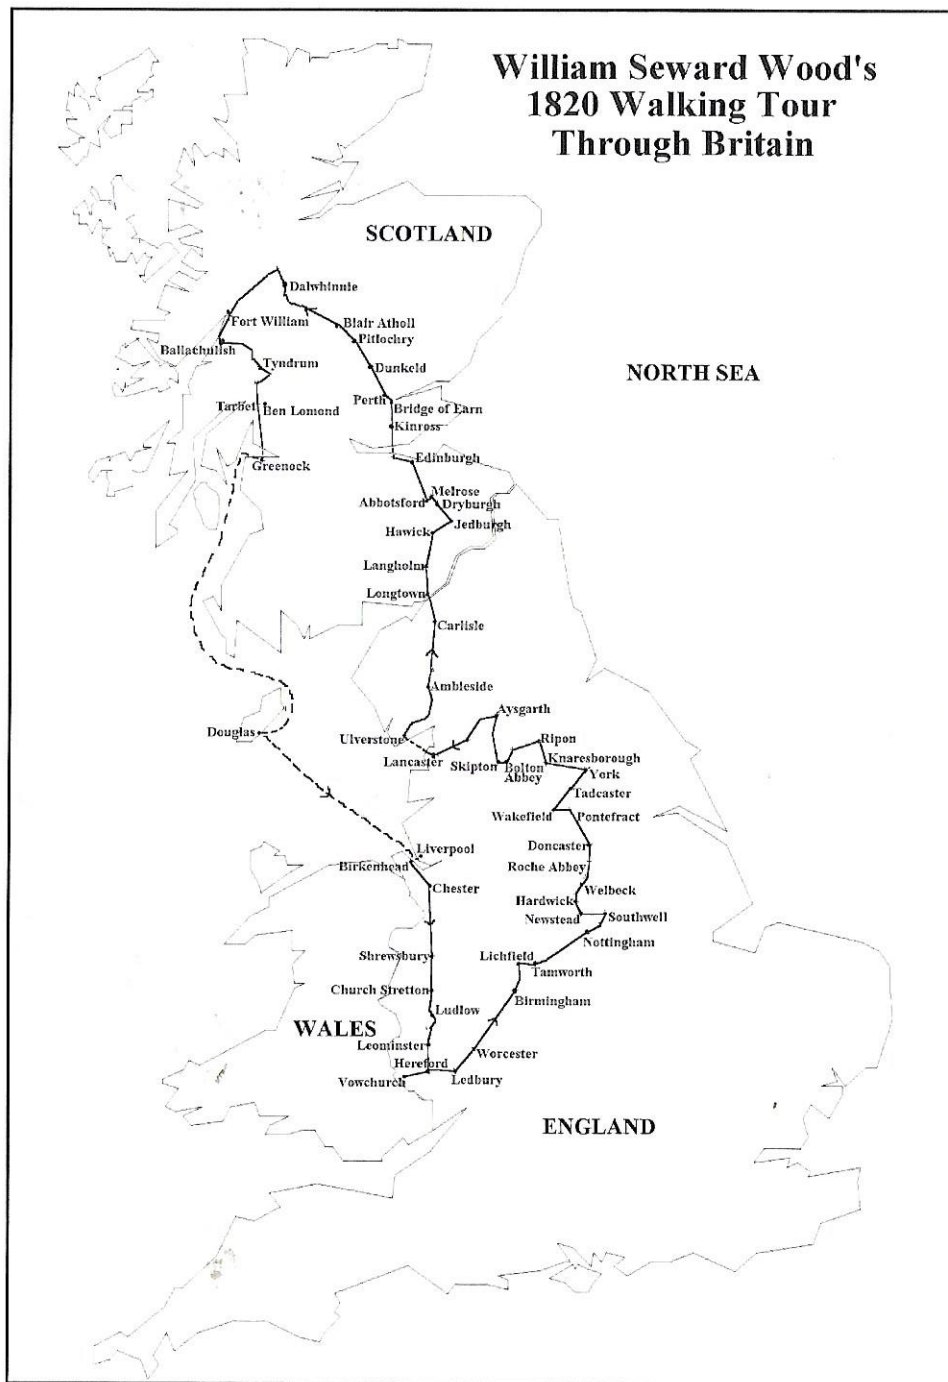 William Seward Wood's
1820 Walking Tour
Through Britain
SCOTLAND
Dalwhinnie
Fort William
Blair Atholl
Pitlochry
Ballachulish
Tyndrum
Dunkeld
NORTH SEA
Perth
Tarbet
Ben Lomond
Bridge of Earn
Kinross
Greenock
Edinburgh
Melrose
Abbotsford
Dryburgh
Jedburgh
Hawick
Langholm
Longtown
Carlisle
Ambleside
Aysgarth
Douglas
Ulverstone
Ripon
Lancaster
Skipton
Bolton
Abbey
Knaresborough
York
Tadcaster
Wakefield
Pontefract
Doncaster
Liverpool
Birkenhead
Roche Abbey
Chester
Welbeck
Hardwick
Newstead
Southwell
Nottingham
Shrewsbury
Lichfield
Tamworth
Church Stretton
Birmingham
Ludlow
WALES
Leominster
Worcester
Hereford
Vowchurch
Ledbury
ENGLAND